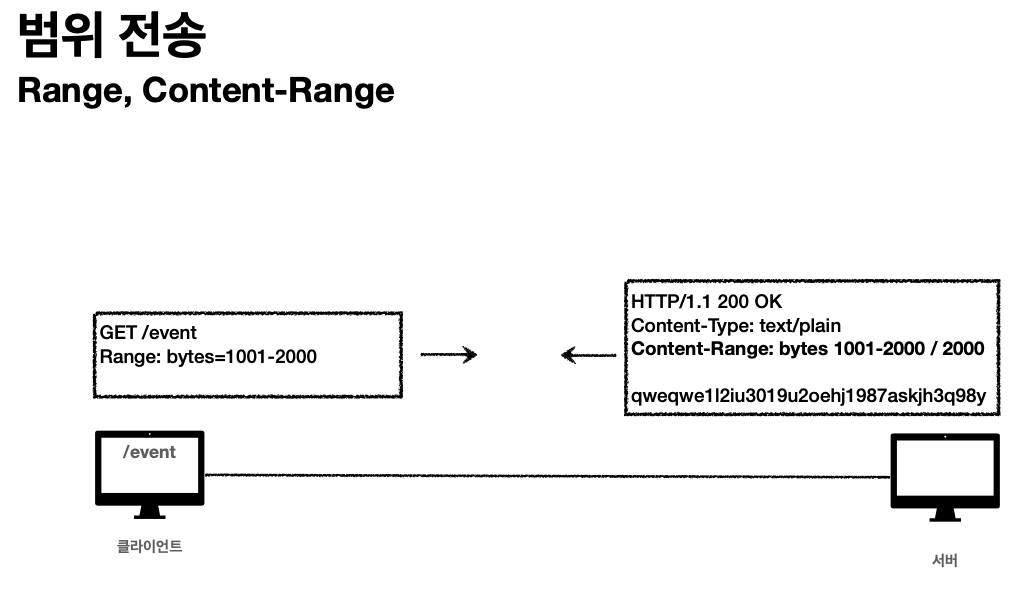 범위 전송
Range, Content-Range
GET /event
Range: bytes=1001-2000
HTTP/1.1 200 OK
Content-Type: text/plain
Content-Range: bytes 1001-2000 / 2000
qweqwe1l2iu3019u2oehj1987askjh3q98y
/event
클라이언트
서버